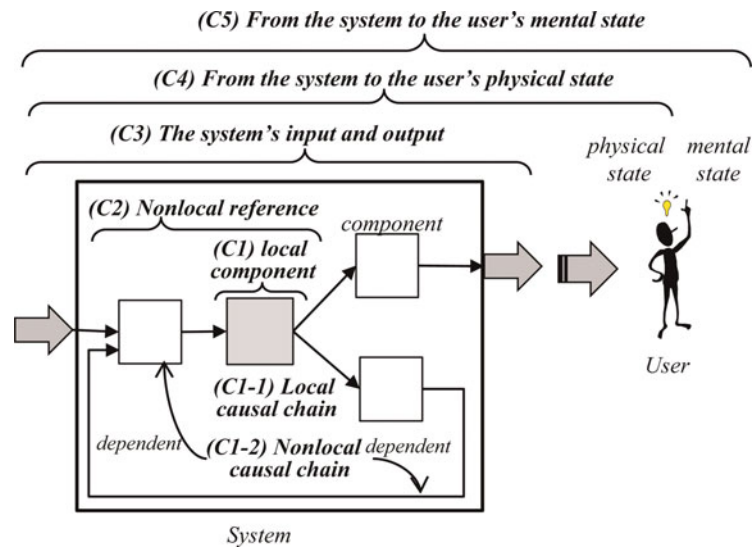 (C5) From the system to the user's mental state
(C4) From the system to the user's physical state
(C3) The system's input and output
physical mental
state state
(C2) Nonlocal reference
component
(C1) local
component
(C1-1) Local
causal chain
User
dependent (C1-2) Nonlocal dependent
causal chain
System